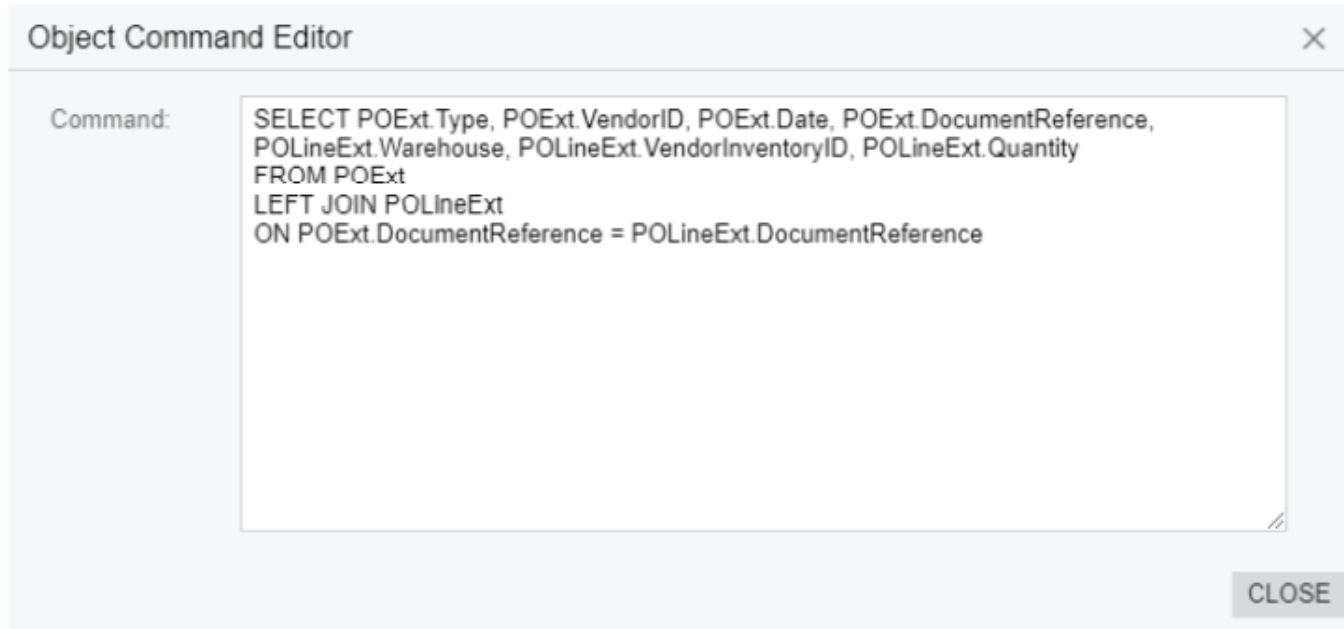 Object Command Editor
Command:
SELECT POExt.Type, POExt.VendorID, POExt.Date, POExt.DocumentReference,
POLineExt.Warehouse, POLineExt.VendorInventoryID, POLineExt.Quantity
FROM POExt
LEFT JOIN POLIneExt
ON POExt.DocumentReference = POLineExt.DocumentReference
CLOSE